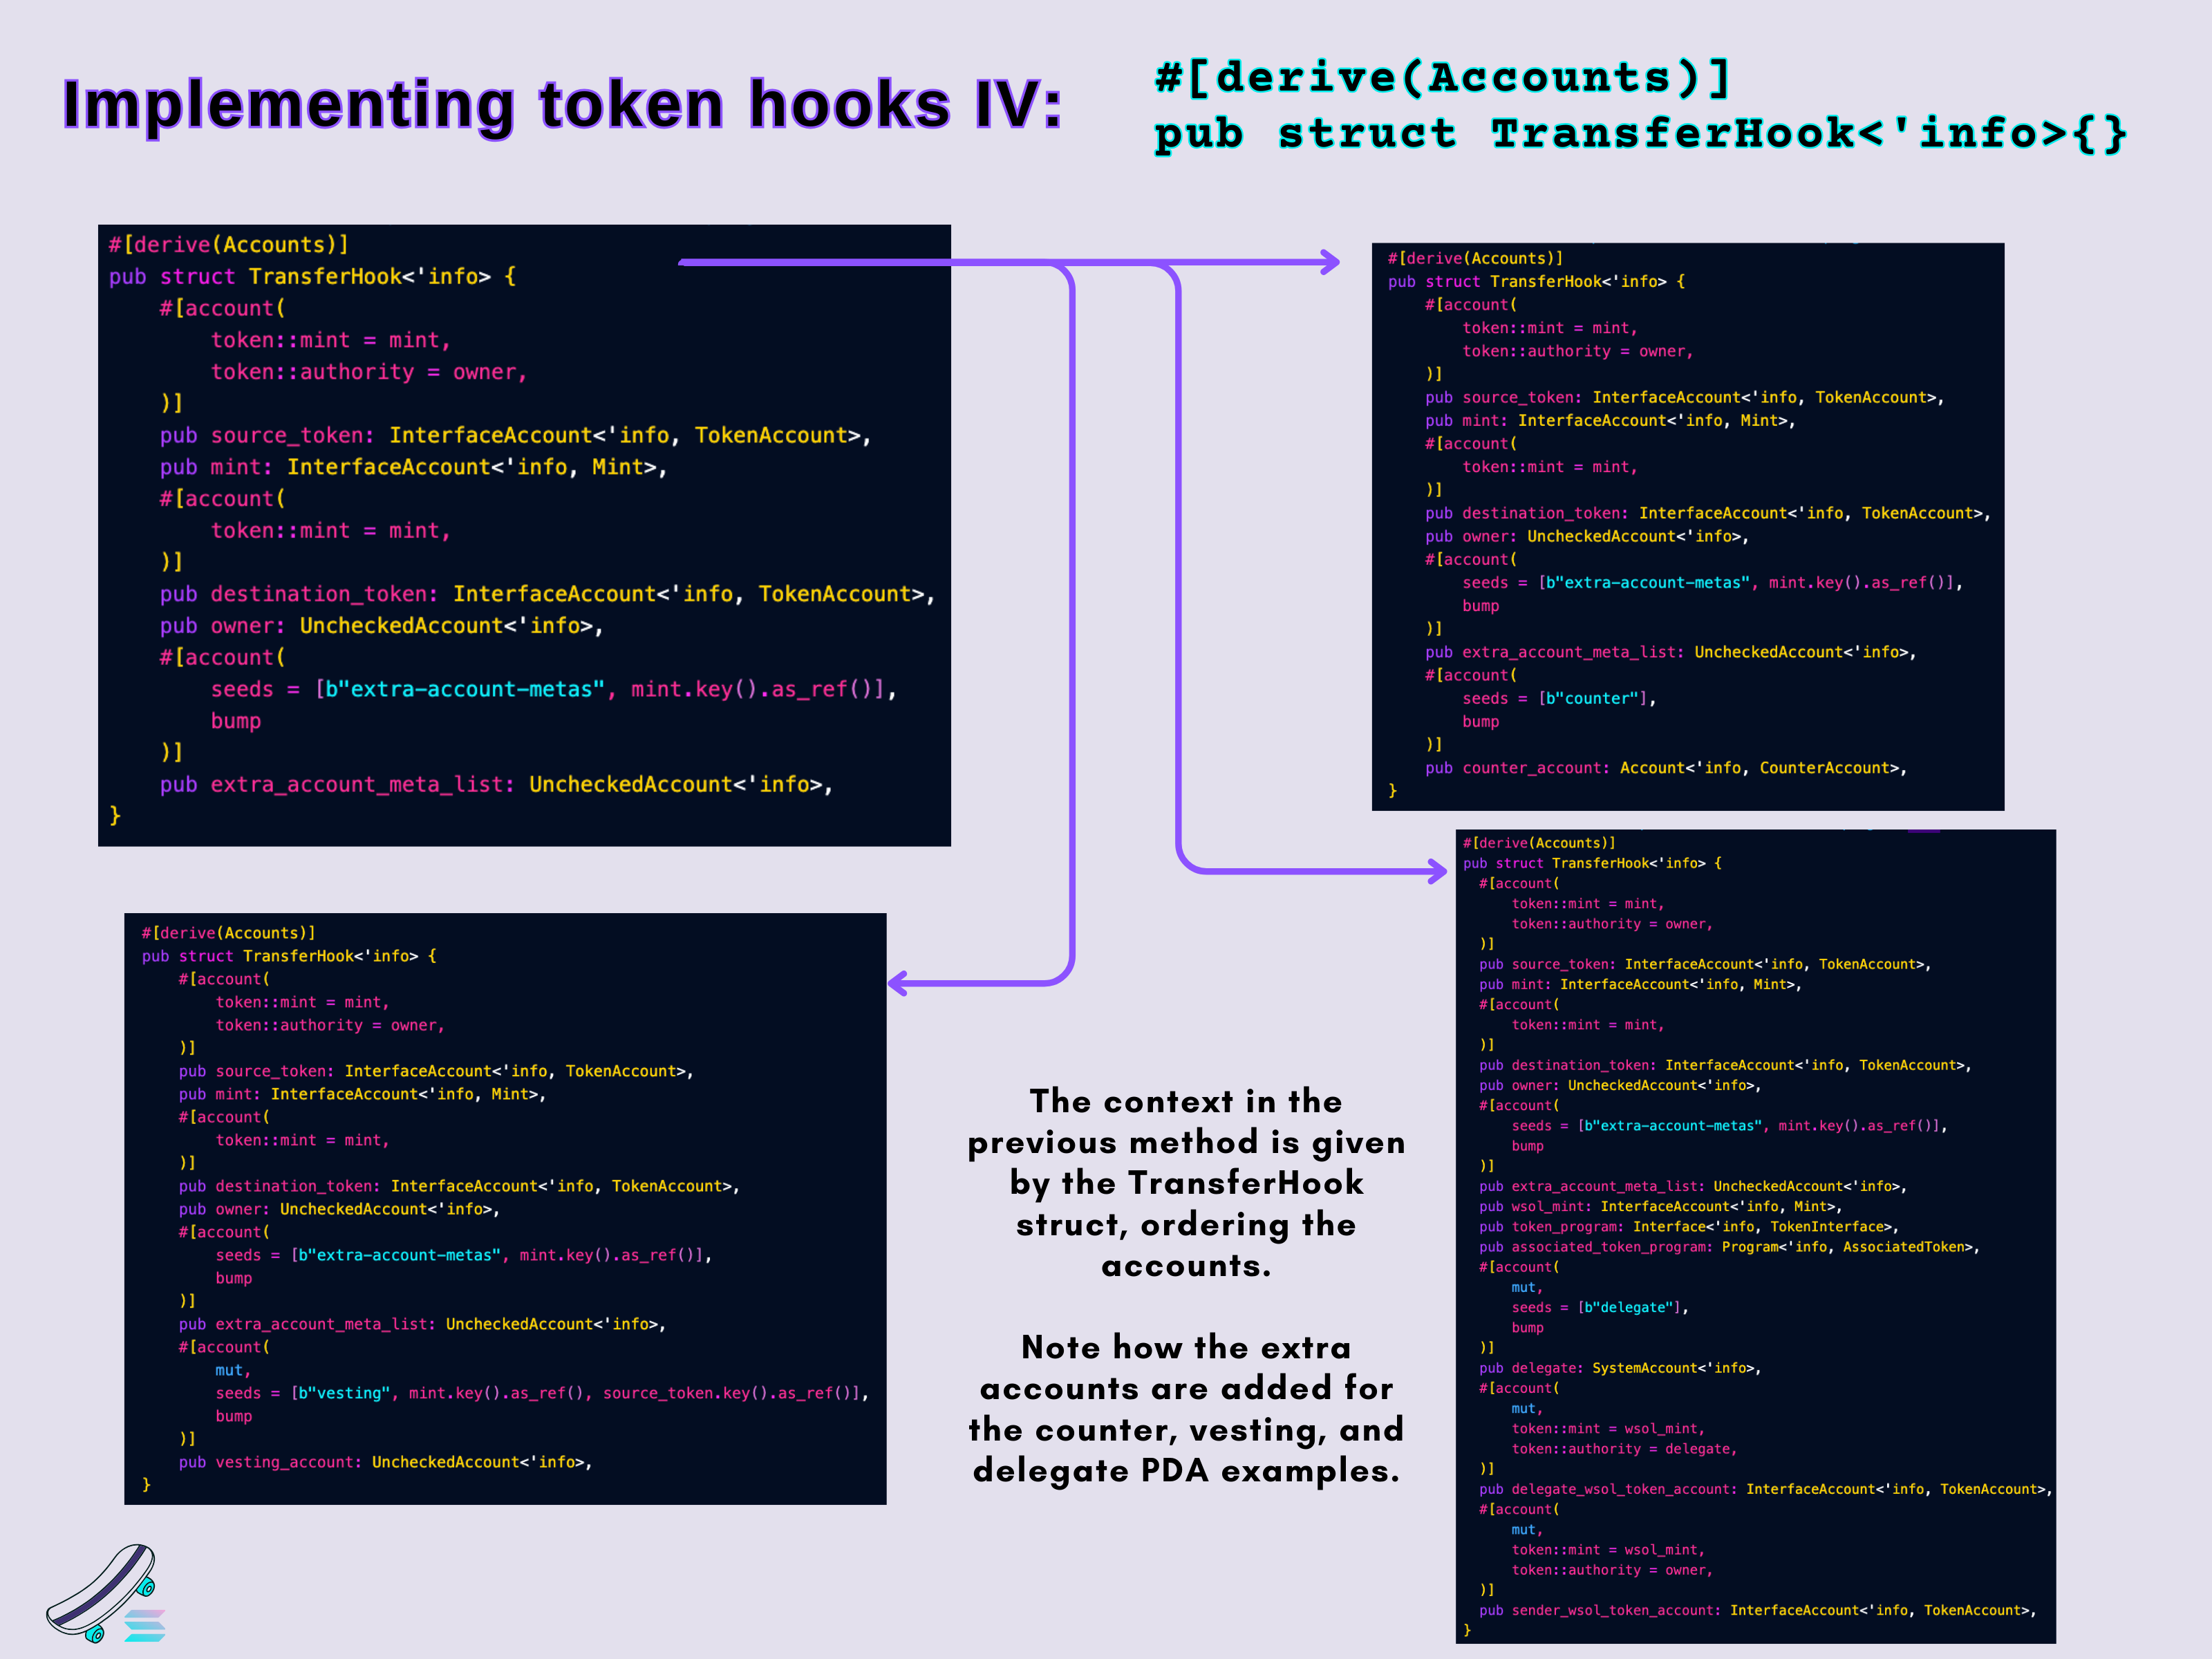 Implementing token hooks IV:
#[derive(Accounts)]
pub struct TransferHook<'info>{}
#[derive(Accounts)]
pub struct TransferHook<'info> {
    #[account(
        token::mint = mint,
        token::authority = owner,
    )]
    pub source_token: InterfaceAccount<'info, TokenAccount>,
    pub mint: InterfaceAccount<'info, Mint>,
    #[account(
        token::mint = mint,
    )]
    pub destination_token: InterfaceAccount<'info, TokenAccount>,
    pub owner: UncheckedAccount<'info>,
    #[account(
        seeds = [b"extra-account-metas", mint.key().as_ref()],
        bump
    )]
    pub extra_account_meta_list: UncheckedAccount<'info>,
}
#[derive(Accounts)]
pub struct TransferHook<'info> {
    #[account(
        token::mint = mint,
        token::authority = owner,
    )]
    pub source_token: InterfaceAccount<'info, TokenAccount>,
    pub mint: InterfaceAccount<'info, Mint>,
    #[account(
        token::mint = mint,
    )]
    pub destination_token: InterfaceAccount<'info, TokenAccount>,
    pub owner: UncheckedAccount<'info>,
    #[account(
        seeds = [b"extra-account-metas", mint.key().as_ref()],
        bump
    )]
    pub extra_account_meta_list: UncheckedAccount<'info>,
    #[account(
        seeds = [b"counter"],
        bump
    )]
    pub counter_account: Account<'info, CounterAccount>,
}
#[derive(Accounts)]
pub struct TransferHook<'info> {
    #[account(
        token::mint = mint,
        token::authority = owner,
    )]
    pub source_token: InterfaceAccount<'info, TokenAccount>,
    pub mint: InterfaceAccount<'info, Mint>,
    #[account(
        token::mint = mint,
    )]
    pub destination_token: InterfaceAccount<'info, TokenAccount>,
    pub owner: UncheckedAccount<'info>,
    #[account(
        seeds = [b"extra-account-metas", mint.key().as_ref()],
        bump
    )]
    pub extra_account_meta_list: UncheckedAccount<'info>,
    #[account(
        mut,
        seeds = [b"vesting", mint.key().as_ref(), source_token.key().as_ref()],
        bump
    )]
    pub vesting_account: UncheckedAccount<'info>,
}
The context in the
previous method is given
by the TransferHook
struct, ordering the
accounts.
Note how the extra
accounts are added for
the counter, vesting, and
delegate PDA examples.
#[derive(Accounts)]
pub struct TransferHook<'info> {
  #[account(
      token::mint = mint,
      token::authority = owner,
  )]
  pub source_token: InterfaceAccount<'info, TokenAccount>,
  pub mint: InterfaceAccount<'info, Mint>,
  #[account(
      token::mint = mint,
  )]
  pub destination_token: InterfaceAccount<'info, TokenAccount>,
  pub owner: UncheckedAccount<'info>,
  #[account(
      seeds = [b"extra-account-metas", mint.key().as_ref()],
      bump
  )]
  pub extra_account_meta_list: UncheckedAccount<'info>,
  pub wsol_mint: InterfaceAccount<'info, Mint>,
  pub token_program: Interface<'info, TokenInterface>,
  pub associated_token_program: Program<'info, AssociatedToken>,
  #[account(
      mut,
      seeds = [b"delegate"],
      bump
  )]
  pub delegate: SystemAccount<'info>,
  #[account(
      mut,
      token::mint = wsol_mint,
      token::authority = delegate,
  )]
  pub delegate_wsol_token_account: InterfaceAccount<'info, TokenAccount>,
  #[account(
      mut,
      token::mint = wsol_mint,
      token::authority = owner,
  )]
  pub sender_wsol_token_account: InterfaceAccount<'info, TokenAccount>,
}